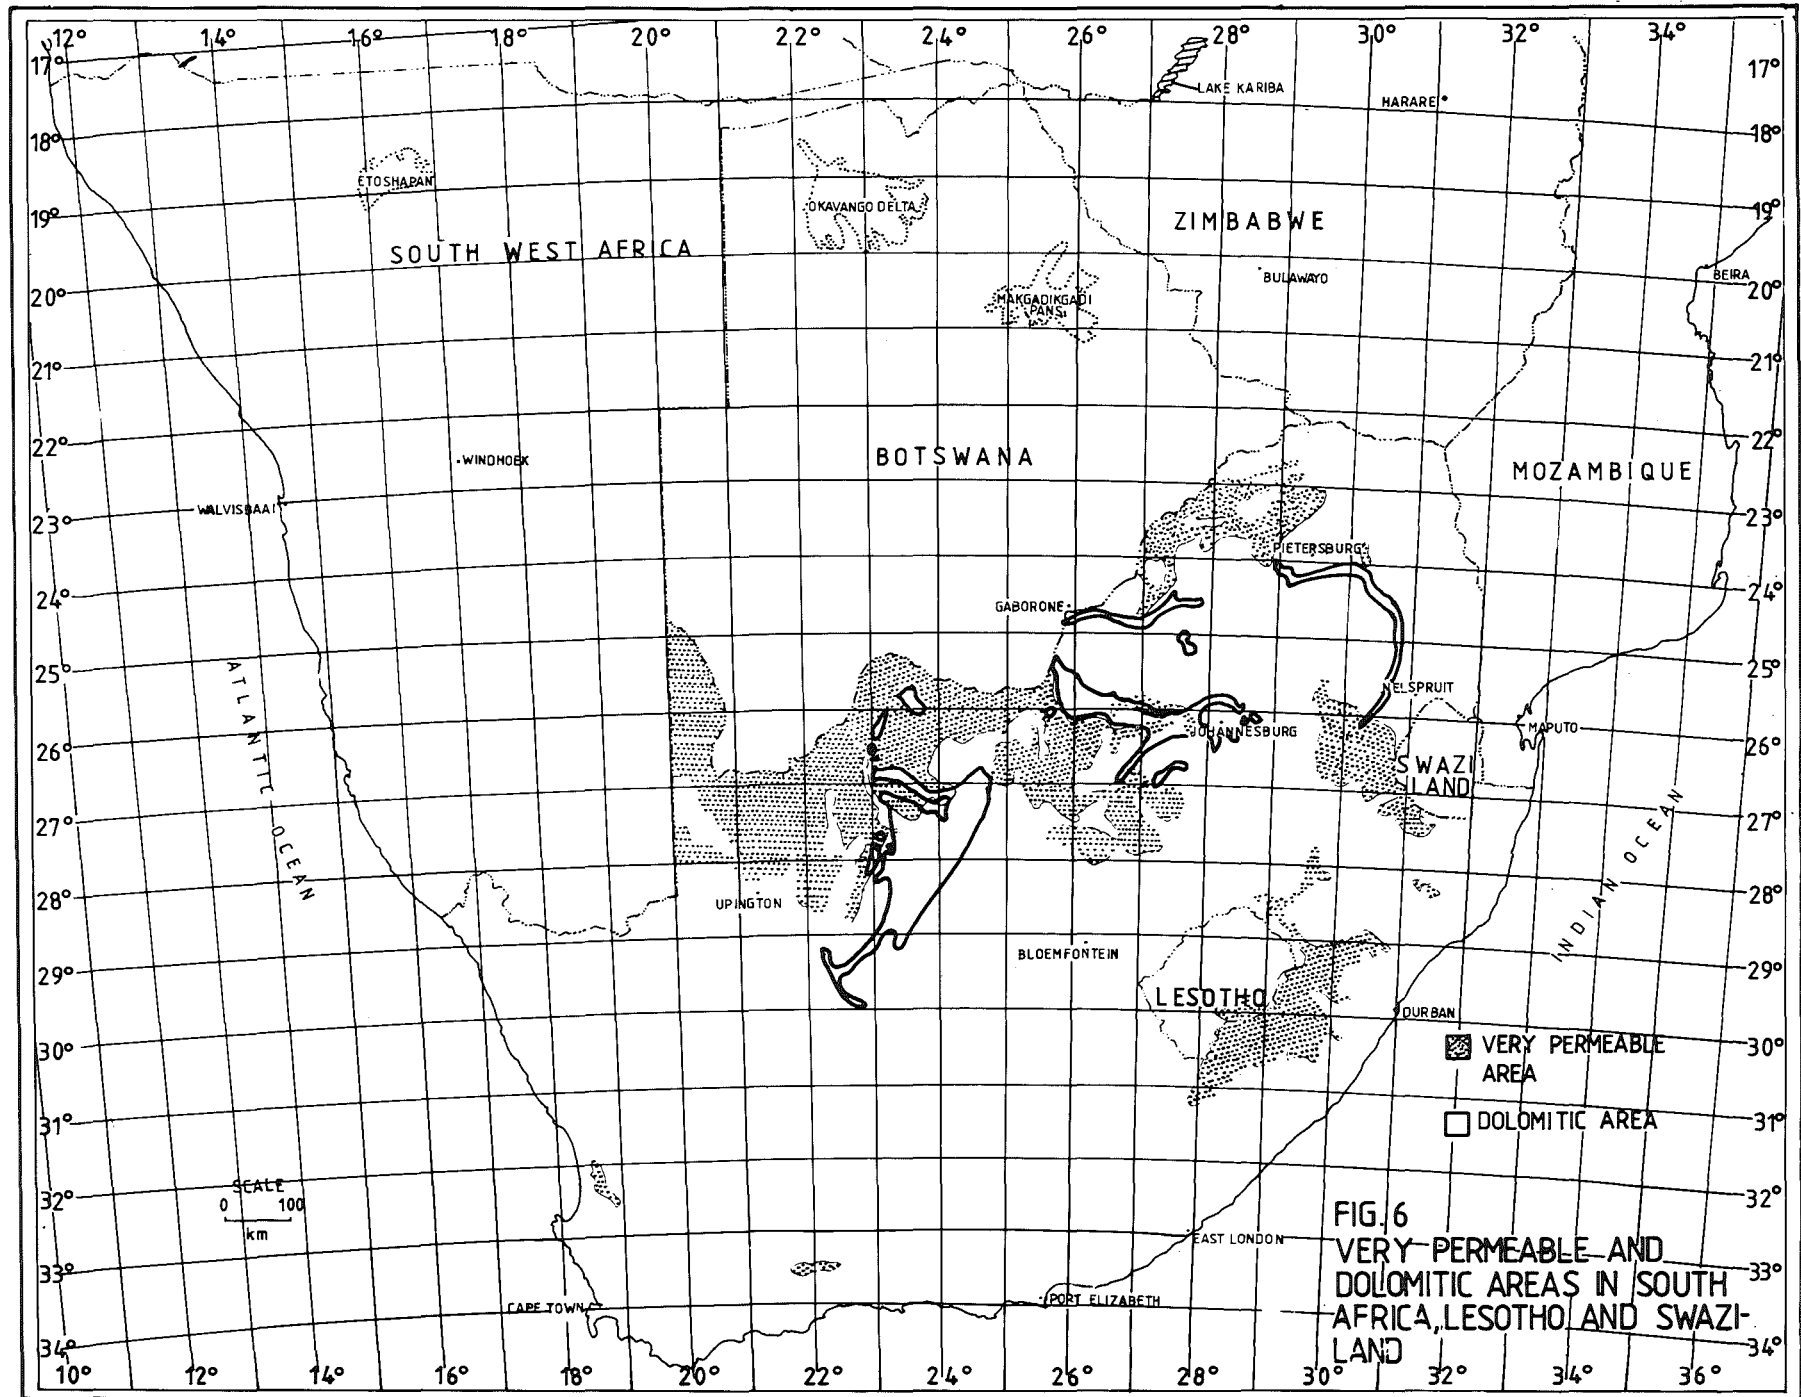 12° 14° 16° 18° 20° 22° 24° 26° 28° 30° 32° 34°
17° 17°
LAKE KARIBA
HARARE
18° 18°
ETOSHAPAN
OKAVANGO DELTA
19° 19°
ZIMBABWE
SOUTH WEST AFRICA
BEIRA
BULAWAYO
20° 20°
MAKGADIKGADI
PANS
21° 21°
22° 22°
BOTSWANA
WINDHOEK
MOZAMBIQUE
WALVISBAAI
23° 23°
PIETERSBURG
24° 24°
GABORONE
25° 25°
NELSPRUIT
ATLANTIC OCEAN
JOHANNESBURG
MAPUTO
26° 26°
SWAZI
LAND
27° 27°
INDIAN OCEAN
28° 28°
UPINGTON
BLOEMFONTEIN
29° 29°
LESOTHO
DURBAN
30° 30°
VERY PERMEABLE
AREA
31° 31°
DOLOMITIC AREA
SCALE
0 100
km
32° 32°
FIG. 6
EAST LONDON
VERY PERMEABLE AND
33° 33°
DOLOMITIC AREAS IN SOUTH
CAPE TOWN
PORT ELIZABETH
AFRICA, LESOTHO AND SWAZI-
LAND
34° 34°
10° 12° 14° 16° 18° 20° 22° 24° 26° 28° 30° 32° 34° 36°